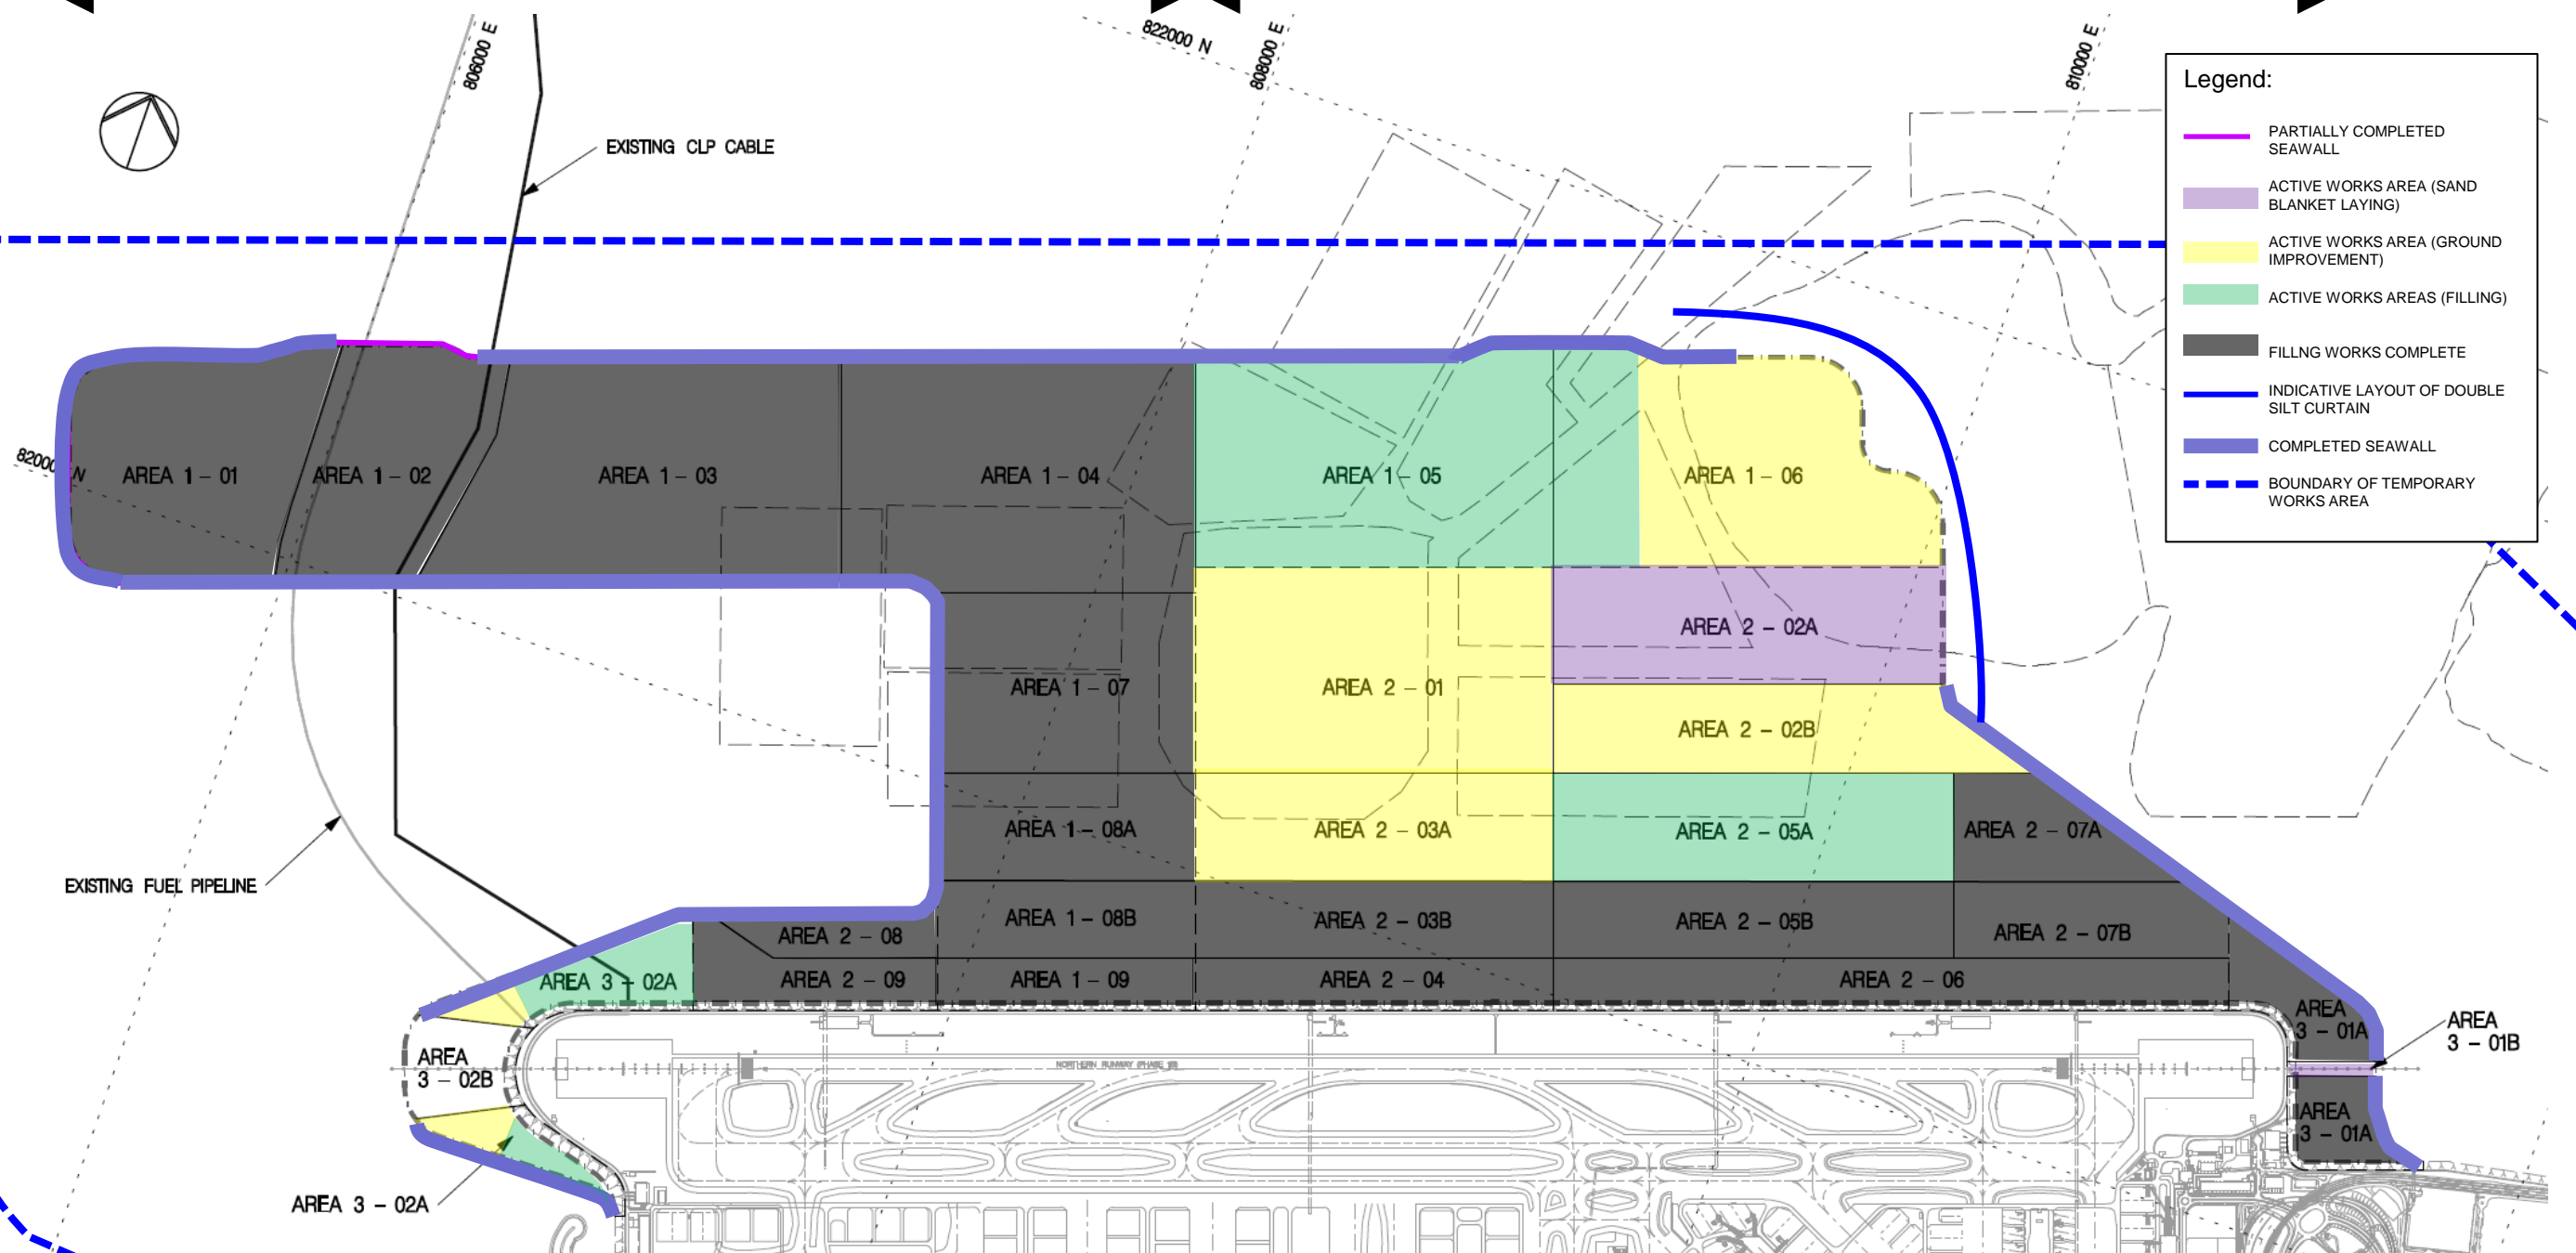 822000 N
806000 E
808000 E
810000 E
Legend:
PARTIALLY COMPLETED
SEAWALL
ACTIVE WORKS AREA (SAND
BLANKET LAYING)
ACTIVE WORKS AREA (GROUND
IMPROVEMENT)
ACTIVE WORKS AREAS (FILLING)
FILLNG WORKS COMPLETE
INDICATIVE LAYOUT OF DOUBLE
SILT CURTAIN
COMPLETED SEAWALL
BOUNDARY OF TEMPORARY
WORKS AREA
EXISTING CLP CABLE
820000 N
AREA 1 - 01
AREA 1 - 02
AREA 1 - 03
AREA 1 - 04
AREA 1 - 05
AREA 1 - 06
AREA 2 - 02A
AREA 1 - 07
AREA 2 - 01
AREA 2 - 02B
AREA 1 - 08A
AREA 2 - 03A
AREA 2 - 05A
AREA 2 - 07A
EXISTING FUEL PIPELINE
AREA 2 - 08
AREA 1 - 08B
AREA 2 - 03B
AREA 2 - 05B
AREA 2 - 07B
AREA 3 - 02A
AREA 2 - 09
AREA 1 - 09
AREA 2 - 04
AREA 2 - 06
AREA
3 - 01A
AREA
3 - 01B
AREA
3 - 02B
NORTHERN RUNWAY
AREA
3 - 01A
AREA 3 - 02A